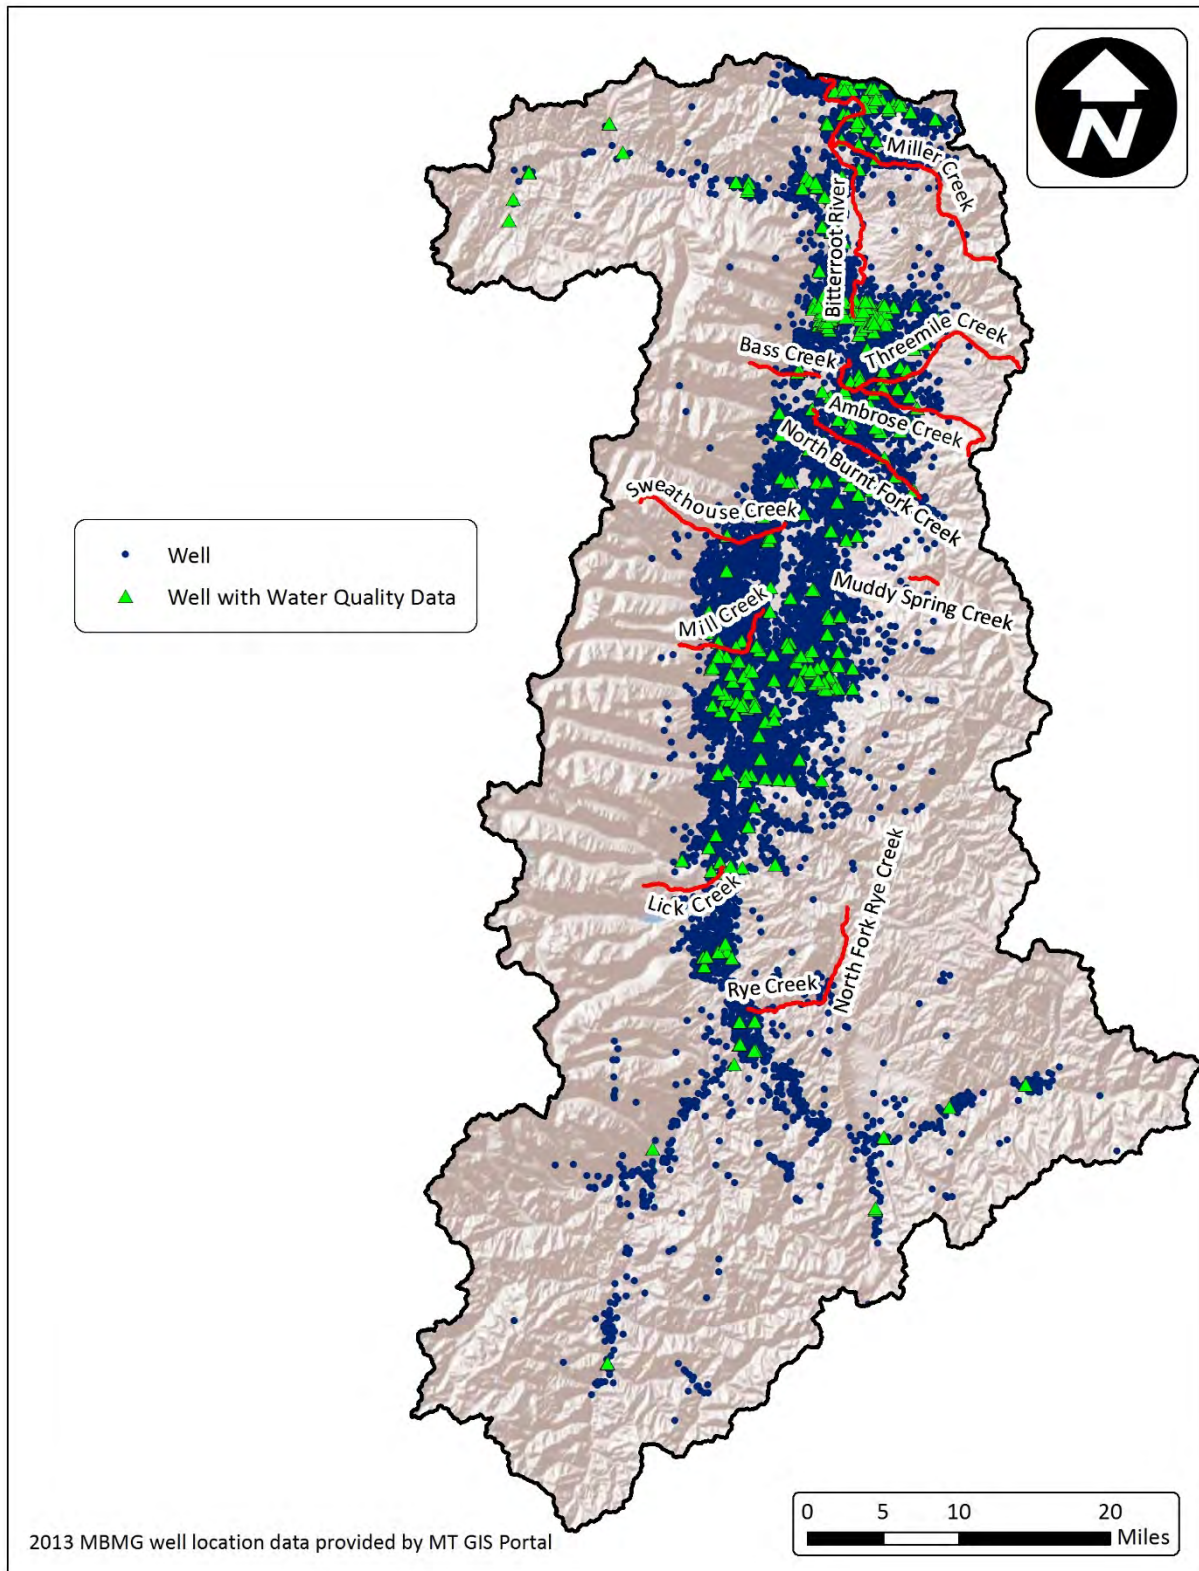 N
Miller Creek
Bitterroot River
Threemile Creek
Bass Creek
Ambrose Creek
North Burnt Fork Creek
Sweathouse Creek
Well
Well with Water Quality Data
Muddy Spring Creek
Mill Creek
Lick Creek
North Fork Rye Creek
Rye Creek
0 5 10 20
Miles
2013 MBMG well location data provided by MT GIS Portal